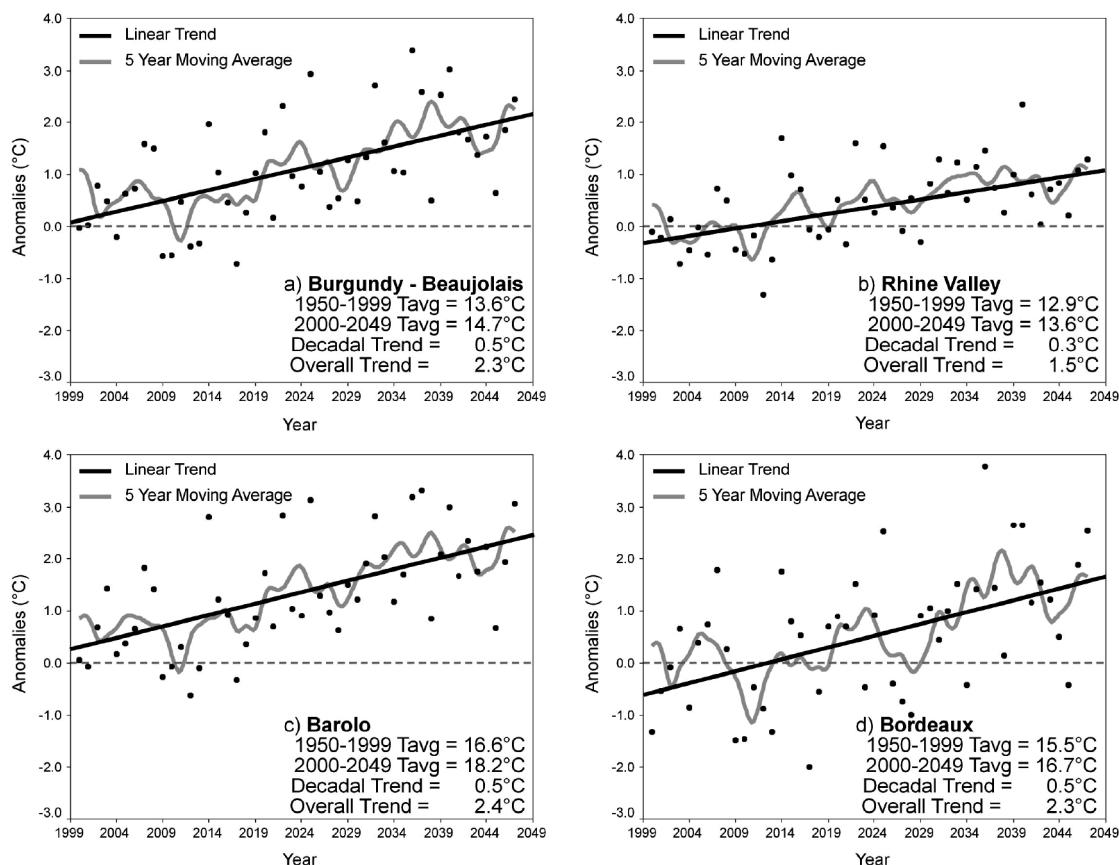 4.0
3.0
2.0
1.0
0.0
-1.0
2.0
-3.0
Anomalies (°C)
Linear Trend
5 Year Moving Average
a) Burgundy - Beaujolais
1950-1999 Tavg = 13.6°C
2000-2049 Tavg = 14.7°C
Decadal Trend = 0.5°C
Overall Trend = 2.3°C
1999 2004 2009 2014 2019 2024 2029 2034 2039 2044 2049
Year
4.0
3.0
2.0
1.0
0.0
-1.0
-2.0
-3.0
Anomalies (°C)
Linear Trend
5 Year Moving Average
b) Rhine Valley
1950-1999 Tavg = 12.9°C
2000-2049 Tavg = 13.6°C
Decadal Trend = 0.3°C
Overall Trend = 1.5°C
1999 2004 2009 2014 2019 2024 2029 2034 2039 2044 2049
Year
4.0
3.0
2.0
1.0
0.0
-1.0
-2.0
-3.0
Anomalies (°C)
Linear Trend
5 Year Moving Average
c) Barolo
1950-1999 Tavg = 16.6°C
2000-2049 Tavg = 18.2°C
Decadal Trend = 0.5°C
Overall Trend = 2.4°C
1999 2004 2009 2014 2019 2024 2029 2034 2039 2044 2049
Year
4.0
3.0
2.0
1.0
0.0
-1.0
-2.0
-3.0
Anomalies (°C)
Linear Trend
5 Year Moving Average
d) Bordeaux
1950-1999 Tavg = 15.5°C
2000-2049 Tavg = 16.7°C
Decadal Trend = 0.5°C
Overall Trend = 2.3°C
1999 2004 2009 2014 2019 2024 2029 2034 2039 2044 2049
Year